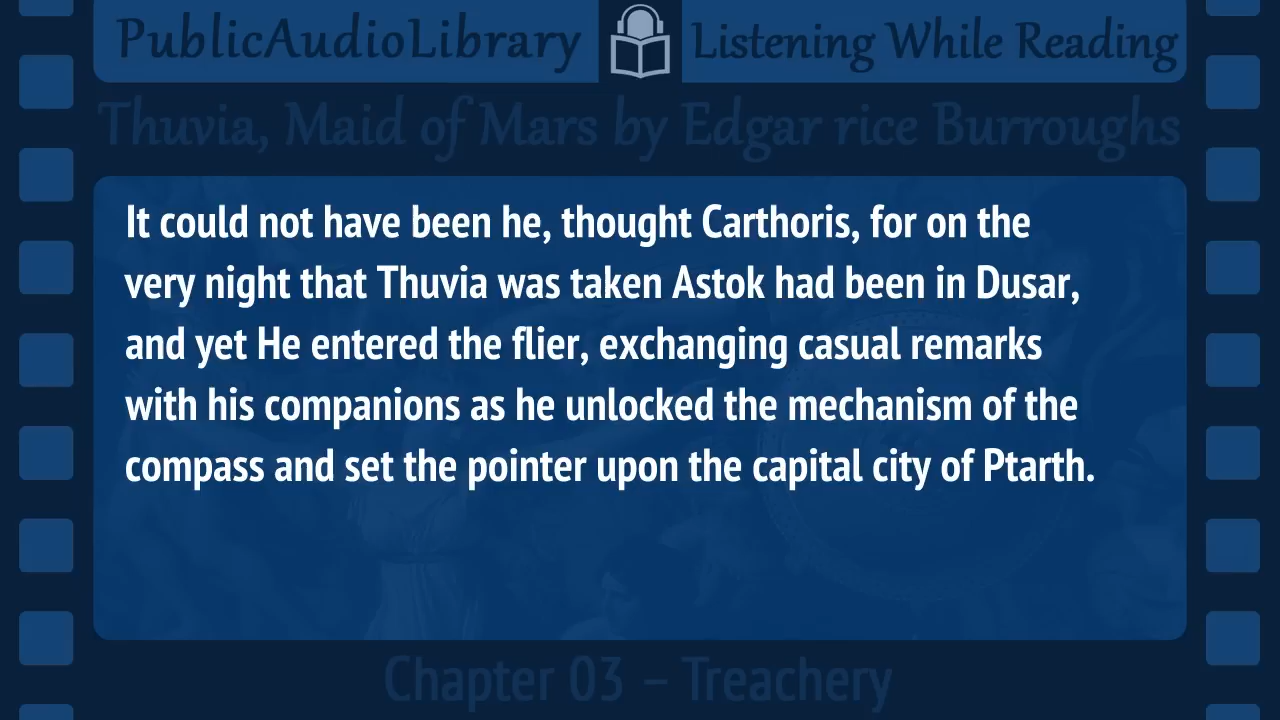 PublicAudioLibrary Listening While Reading
Thuvia, Maid of Mars by Edgar rice Burroughs
It could not have been he, thought Carthoris, for on the
very night that Thuvia was taken Astok had been in Dusar,
and yet He entered the flier, exchanging casual remarks
with his companions as he unlocked the mechanism of the
compass and set the pointer upon the capital city of Ptarth.
Chapter 03 – Treachery